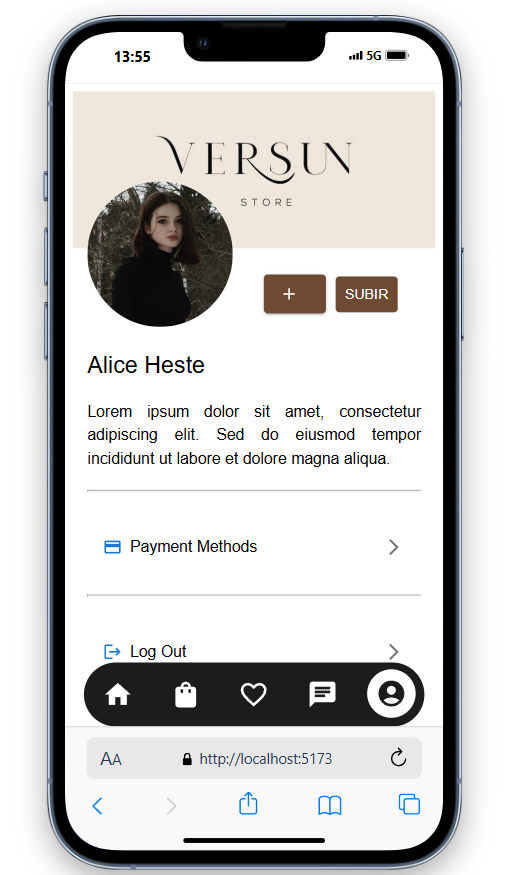 13:55
5G
VERSUN
STORE
+
SUBIR
Alice Heste
Lorem ipsum dolor sit amet, consectetur
adipiscing elit. Sed do eiusmod tempor
incididunt ut labore et dolore magna aliqua.
Payment Methods
Log Out
AA
http://localhost:5173